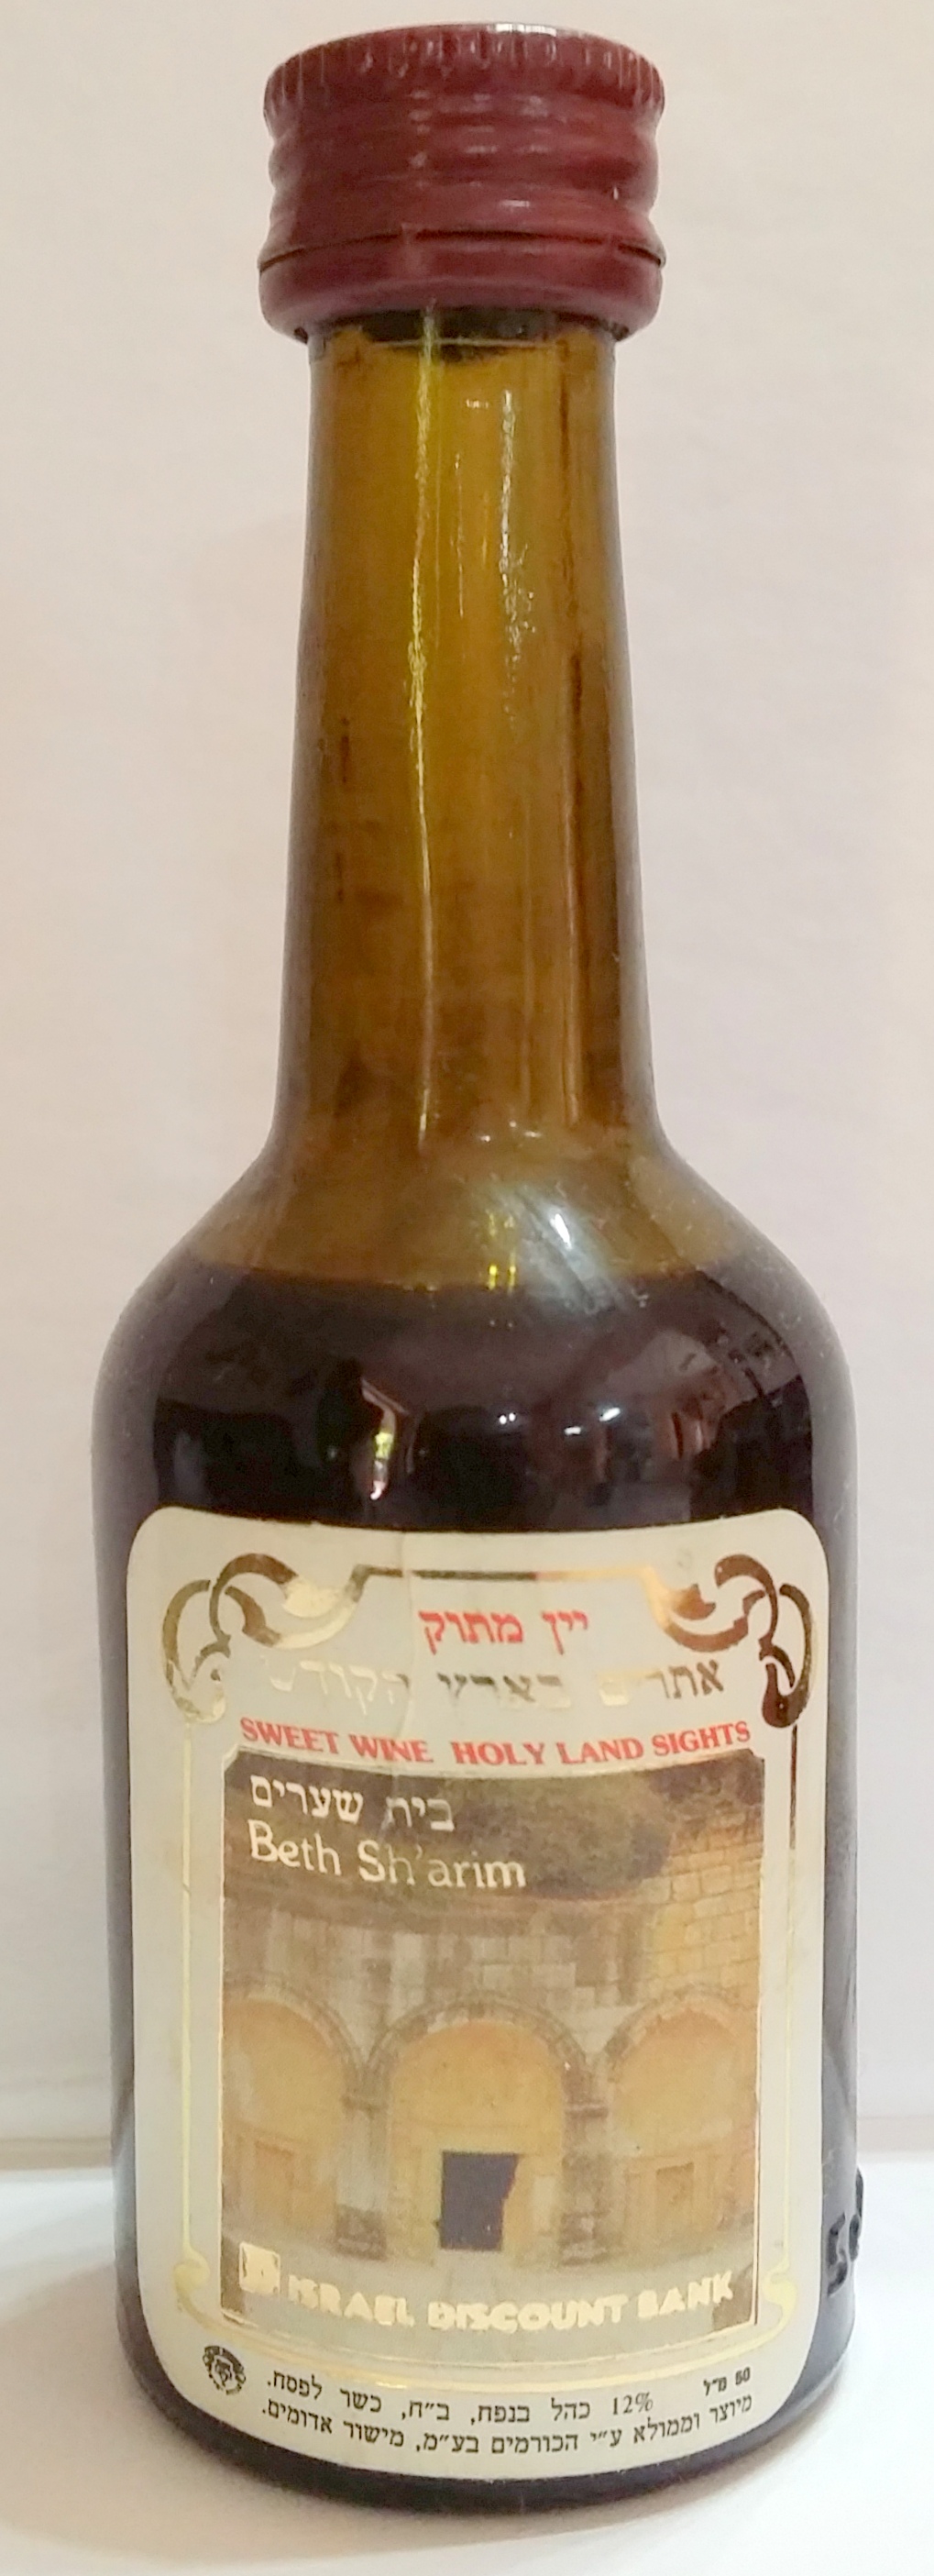 יין מתוק
אתרים בארץ הקודש
SWEET WINE HOLY LAND SIGHTS
בית שערים
Beth Sh'arim
ISRAEL DISCOUNT BANK
50 מ"ל 12% כהל בנפח, ב"ח, כשר לפסח.
מיוצר וממולא ע"י הכורמים בע"מ, מישור אדומים.